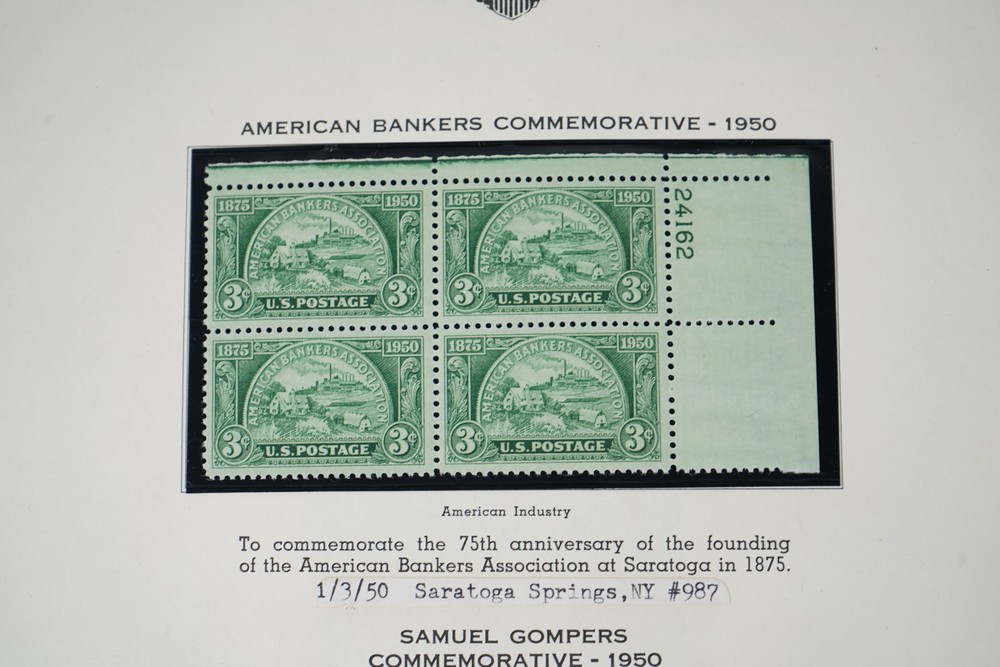 AMERICAN BANKERS COMMEMORATIVE - 1950
1875 1950
AMERICAN BANKERS ASSOCIATION
3¢ U.S. POSTAGE 3¢
1875 1950
AMERICAN BANKERS ASSOCIATION
3¢ U.S. POSTAGE 3¢
24162
1875 1950
AMERICAN BANKERS ASSOCIATION
3¢ U.S. POSTAGE 3¢
1875 1950
AMERICAN BANKERS ASSOCIATION
3¢ U.S. POSTAGE 3¢
American Industry
To commemorate the 75th anniversary of the founding
of the American Bankers Association at Saratoga in 1875.
1/3/50 Saratoga Springs,NY #987
SAMUEL GOMPERS
COMMEMORATIVE - 1950